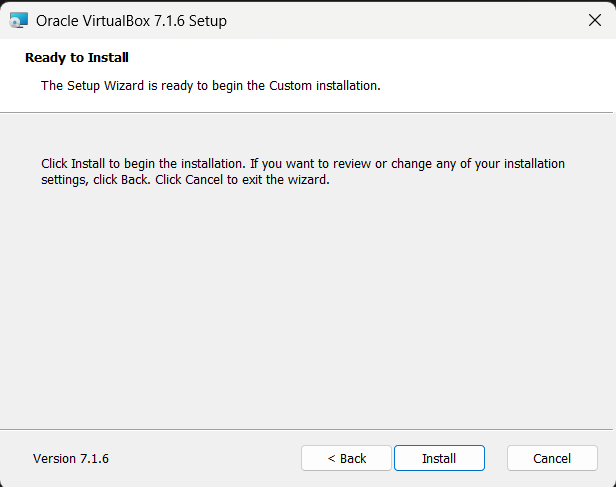 Oracle VirtualBox 7.1.6 Setup
Ready to Install
The Setup Wizard is ready to begin the Custom installation.
Click Install to begin the installation. If you want to review or change any of your installation
settings, click Back. Click Cancel to exit the wizard.
Version 7.1.6
< Back
Install
Cancel